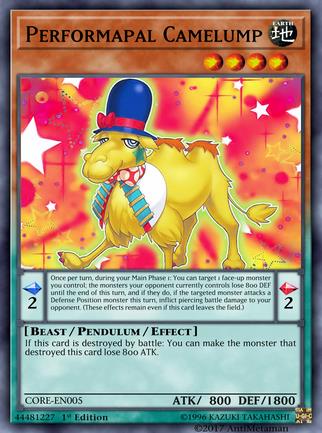 PERFORMAPAL CAMELUMP
EARTH
地
Once per turn, during your Main Phase 1: You can target 1 face-up monster
you control; the monsters your opponent currently controls lose 800 DEF
until the end of this turn, and if they do, if the targeted monster attacks a
Defense Position monster this turn, inflict piercing battle damage to your
opponent. (These effects remain even if this card leaves the field.)
2
2
[ BEAST / PENDULUM / EFFECT ]
If this card is destroyed by battle: You can make the monster that
destroyed this card lose 800 ATK.
CORE-EN005
ATK/ 800 DEF/1800
44481227
1st Edition
©1996 KAZUKI TAKAHASHI
©2017 AntiMetaman